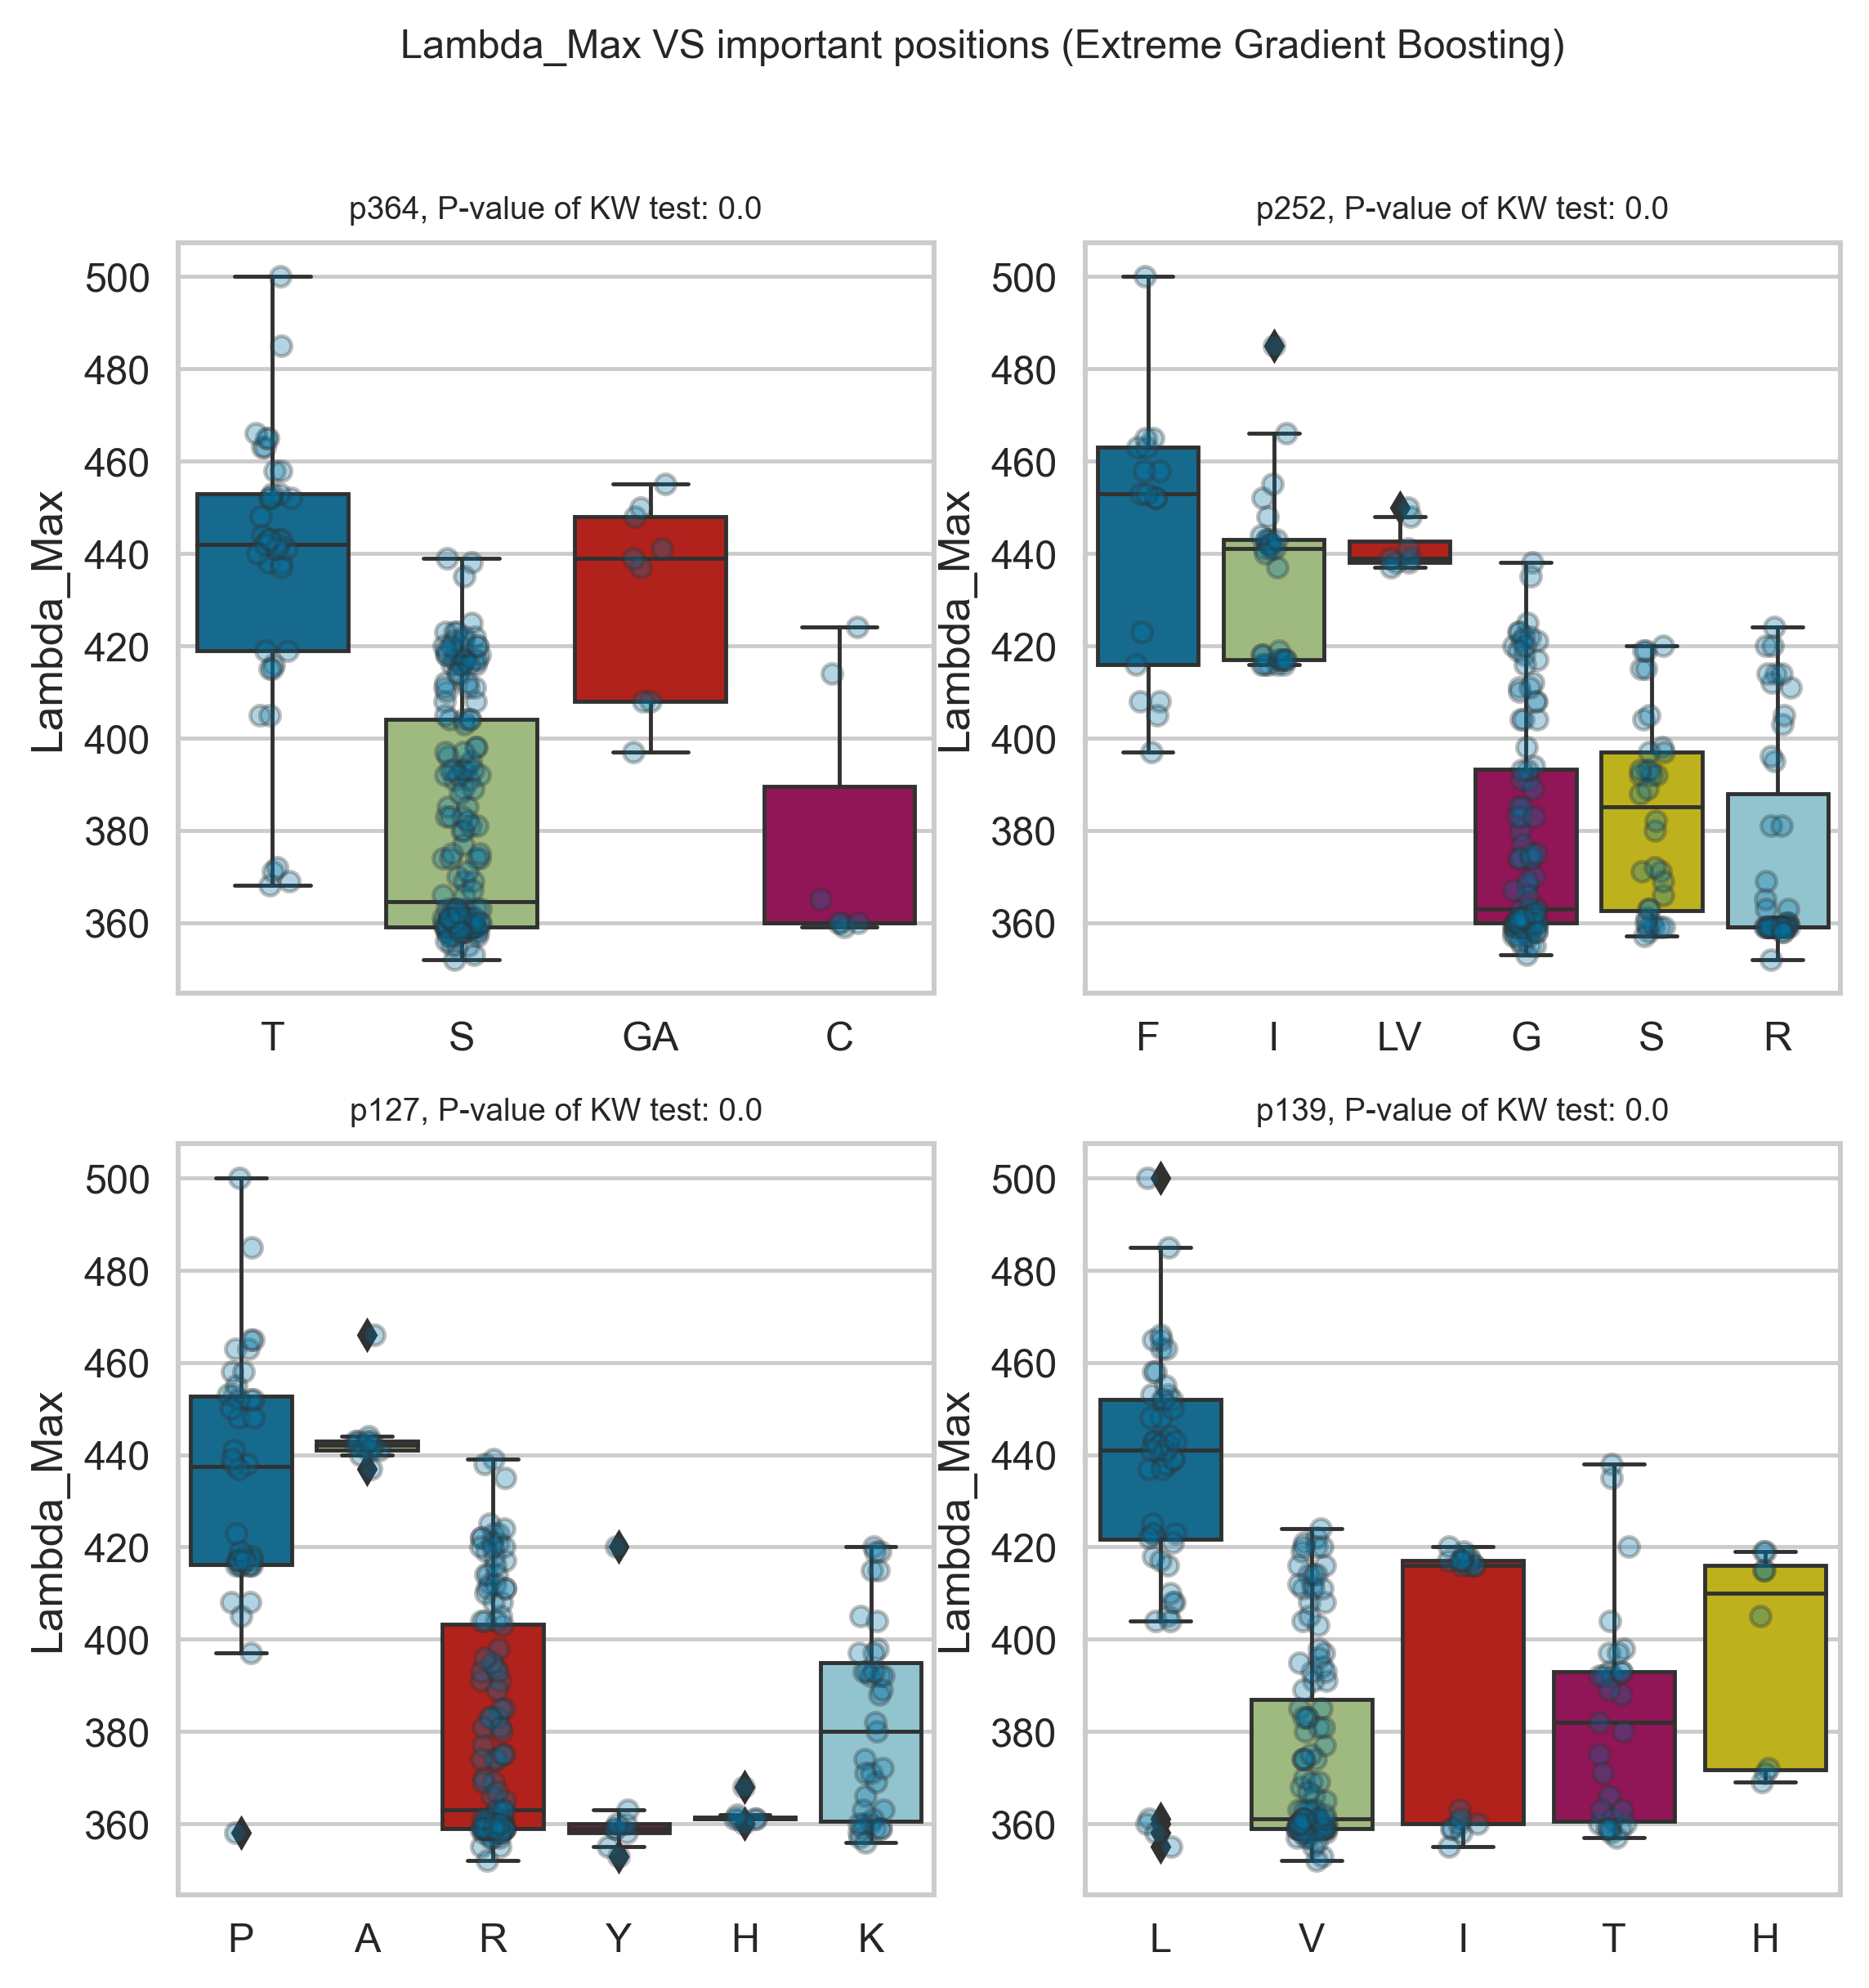 Lambda_Max VS important positions (Extreme Gradient Boosting)
p364, P-value of KW test: 0.0
Lambda_Max
500
480
460
440
420
400
380
360
T S GA C
p252, P-value of KW test: 0.0
Lambda_Max
500
480
460
440
420
400
380
360
F I LV G S R
p127, P-value of KW test: 0.0
Lambda_Max
500
480
460
440
420
400
380
360
P A R Y H K
p139, P-value of KW test: 0.0
Lambda_Max
500
480
460
440
420
400
380
360
L V I T H